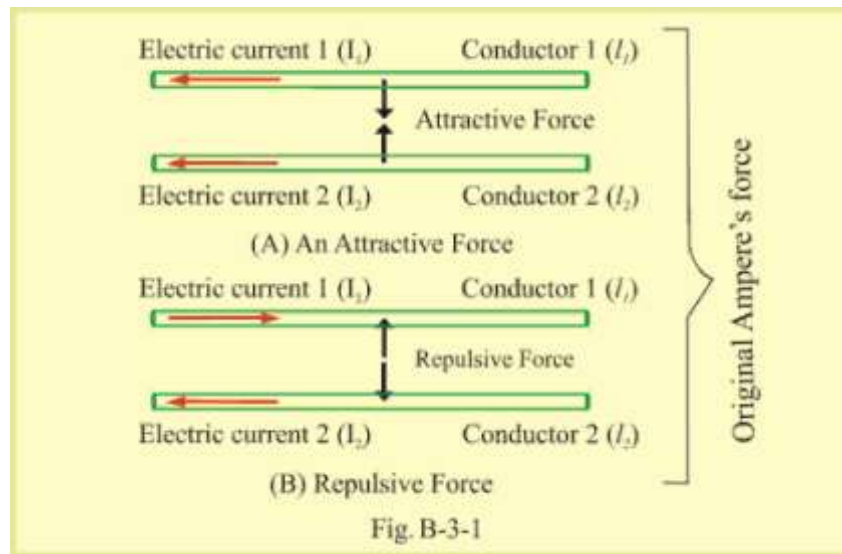 Electric current 1 (I₁) Conductor 1 (l₁)
Attractive Force
Electric current 2 (I₂) Conductor 2 (l₂)
(A) An Attractive Force
Electric current 1 (I₁) Conductor 1 (l₁)
Repulsive Force
Electric current 2 (I₂) Conductor 2 (l₂)
(B) Repulsive Force
Fig. B-3-1
Original Ampere's force